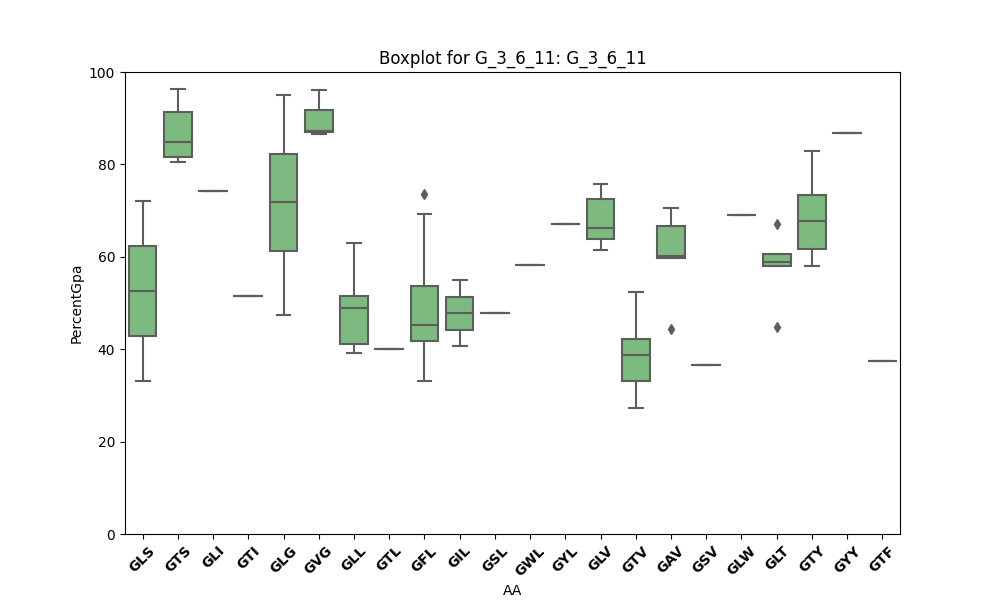 Boxplot for G_3_6_11: G_3_6_11
PercentGpa
100
80
60
40
20
0
GLS GTS GLI GTI GLG GVG GLL GTL GFL GIL GSL GWL GYL GLV GTV GAV GSV GLW GLT GTY GYY GTF
AA